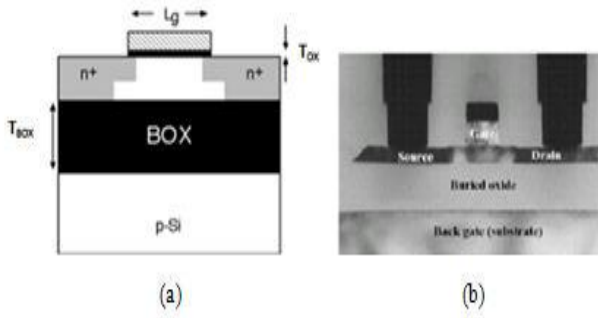 Lg
Tox
n+
n+
TBOX
BOX
p-Si
(a)
Gate
Source
Drain
Buried oxide
Back gate (substrate)
(b)